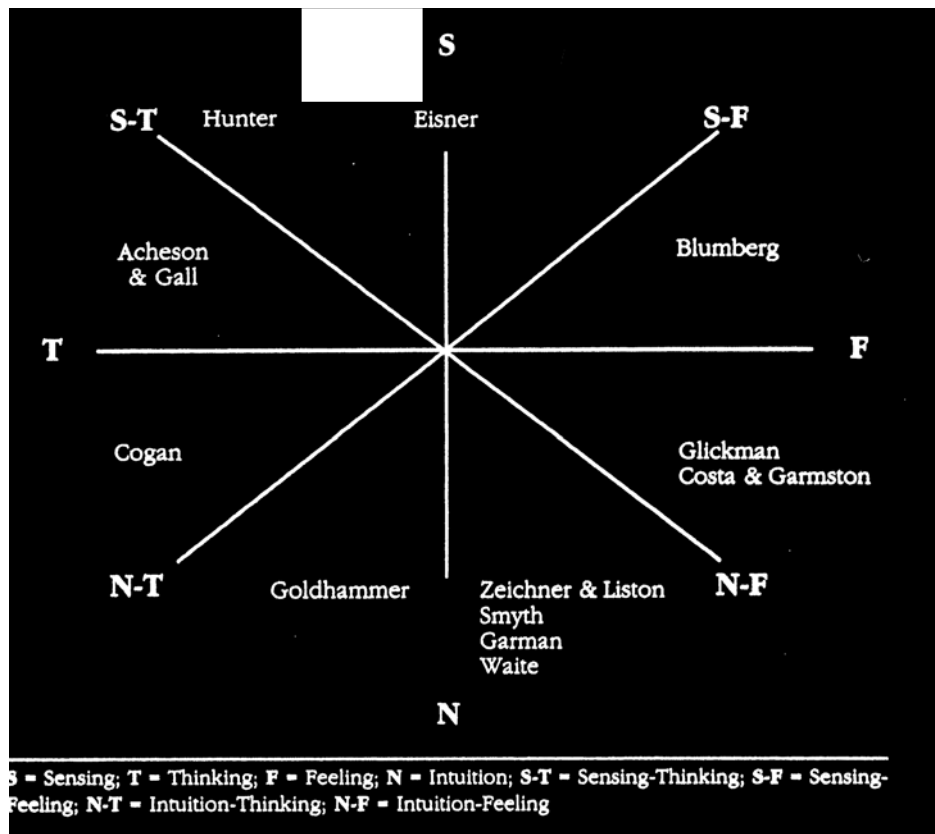 S
S-T Hunter Eisner S-F
Acheson
& Gall
Blumberg
T F
Cogan
Glickman
Costa & Garmston
N-T Goldhammer Zeichner & Liston N-F
Smyth
Garman
Waite
N
S = Sensing; T = Thinking; F = Feeling; N = Intuition; S-T = Sensing-Thinking; S-F = Sensing-
Feeling; N-T = Intuition-Thinking; N-F = Intuition-Feeling